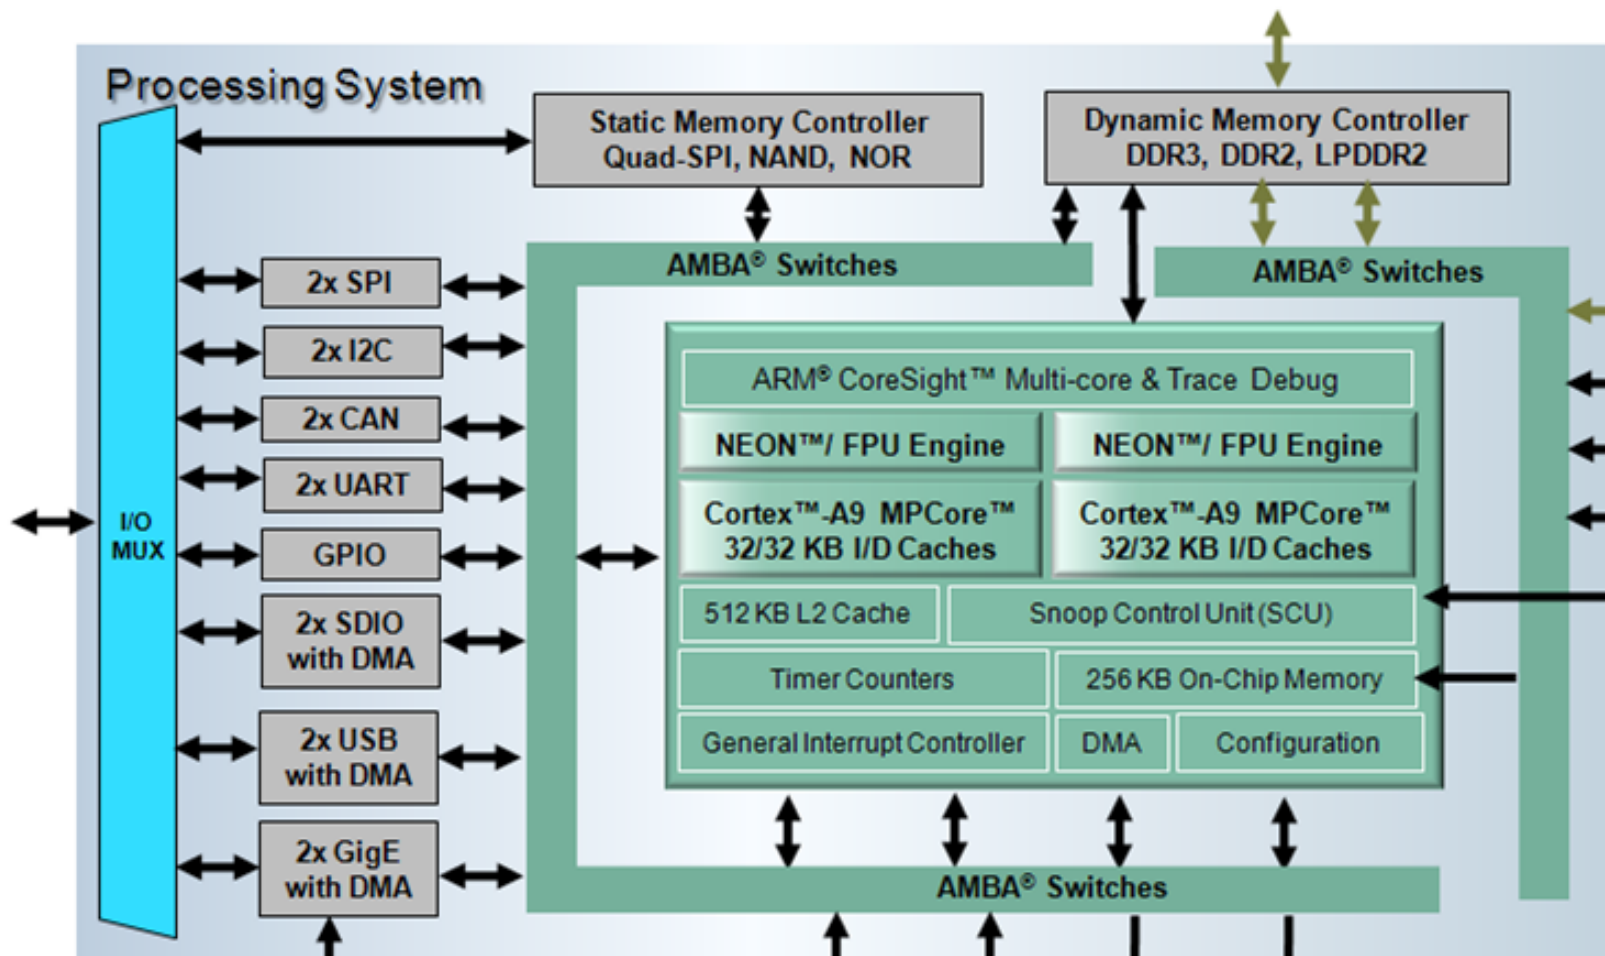 Processing System
Static Memory Controller
Quad-SPI, NAND, NOR
Dynamic Memory Controller
DDR3, DDR2, LPDDR2
AMBA® Switches
AMBA® Switches
2x SPI
2x I2C
2x CAN
2x UART
GPIO
2x SDIO
with DMA
2x USB
with DMA
2x GigE
with DMA
I/O
MUX
ARM® CoreSight™ Multi-core & Trace Debug
NEON™/ FPU Engine
NEON™/ FPU Engine
Cortex™-A9 MPCore™
32/32 KB I/D Caches
Cortex™-A9 MPCore™
32/32 KB I/D Caches
512 KB L2 Cache
Snoop Control Unit (SCU)
Timer Counters
256 KB On-Chip Memory
General Interrupt Controller
DMA
Configuration
AMBA® Switches